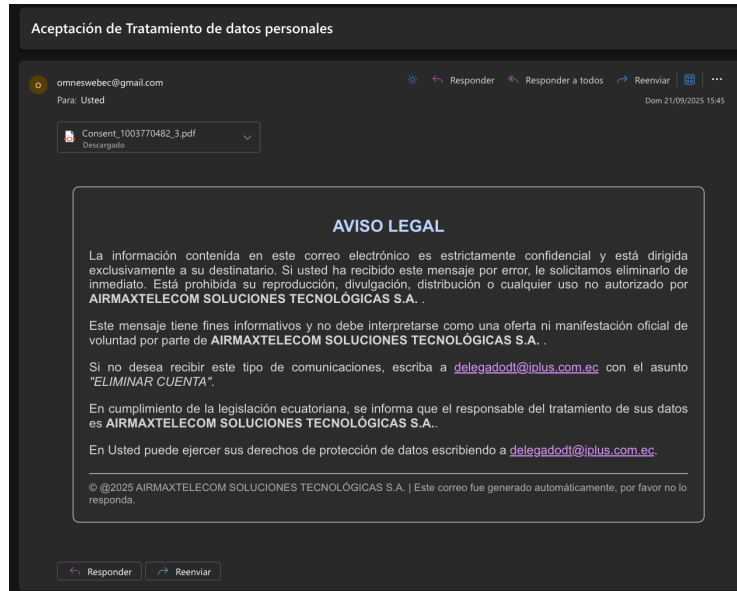 Aceptación de Tratamiento de datos personales
O
omneswebec@gmail.com
Responder
Responder a todos
Reenviar
Para: Usted
Dom 21/09/2025 15:45
Consent_1003770482_3.pdf
Descargado
AVISO LEGAL
La información contenida en este correo electrónico es estrictamente confidencial y está dirigida
exclusivamente a su destinatario. Si usted ha recibido este mensaje por error, le solicitamos eliminarlo de
inmediato. Está prohibida su reproducción, divulgación, distribución o cualquier uso no autorizado por
AIRMAXTELECOM SOLUCIONES TECNOLÓGICAS S.A. .
Este mensaje tiene fines informativos y no debe interpretarse como una oferta ni manifestación oficial de
voluntad por parte de AIRMAXTELECOM SOLUCIONES TECNOLÓGICAS S.A. .
Si no desea recibir este tipo de comunicaciones, escriba a delegadodt@iplus.com.ec con el asunto
"ELIMINAR CUENTA".
En cumplimiento de la legislación ecuatoriana, se informa que el responsable del tratamiento de sus datos
es AIRMAXTELECOM SOLUCIONES TECNOLÓGICAS S.A..
En Usted puede ejercer sus derechos de protección de datos escribiendo a delegadodt@iplus.com.ec.
© @2025 AIRMAXTELECOM SOLUCIONES TECNOLÓGICAS S.A. | Este correo fue generado automáticamente, por favor no lo
responda.
Responder
Reenviar